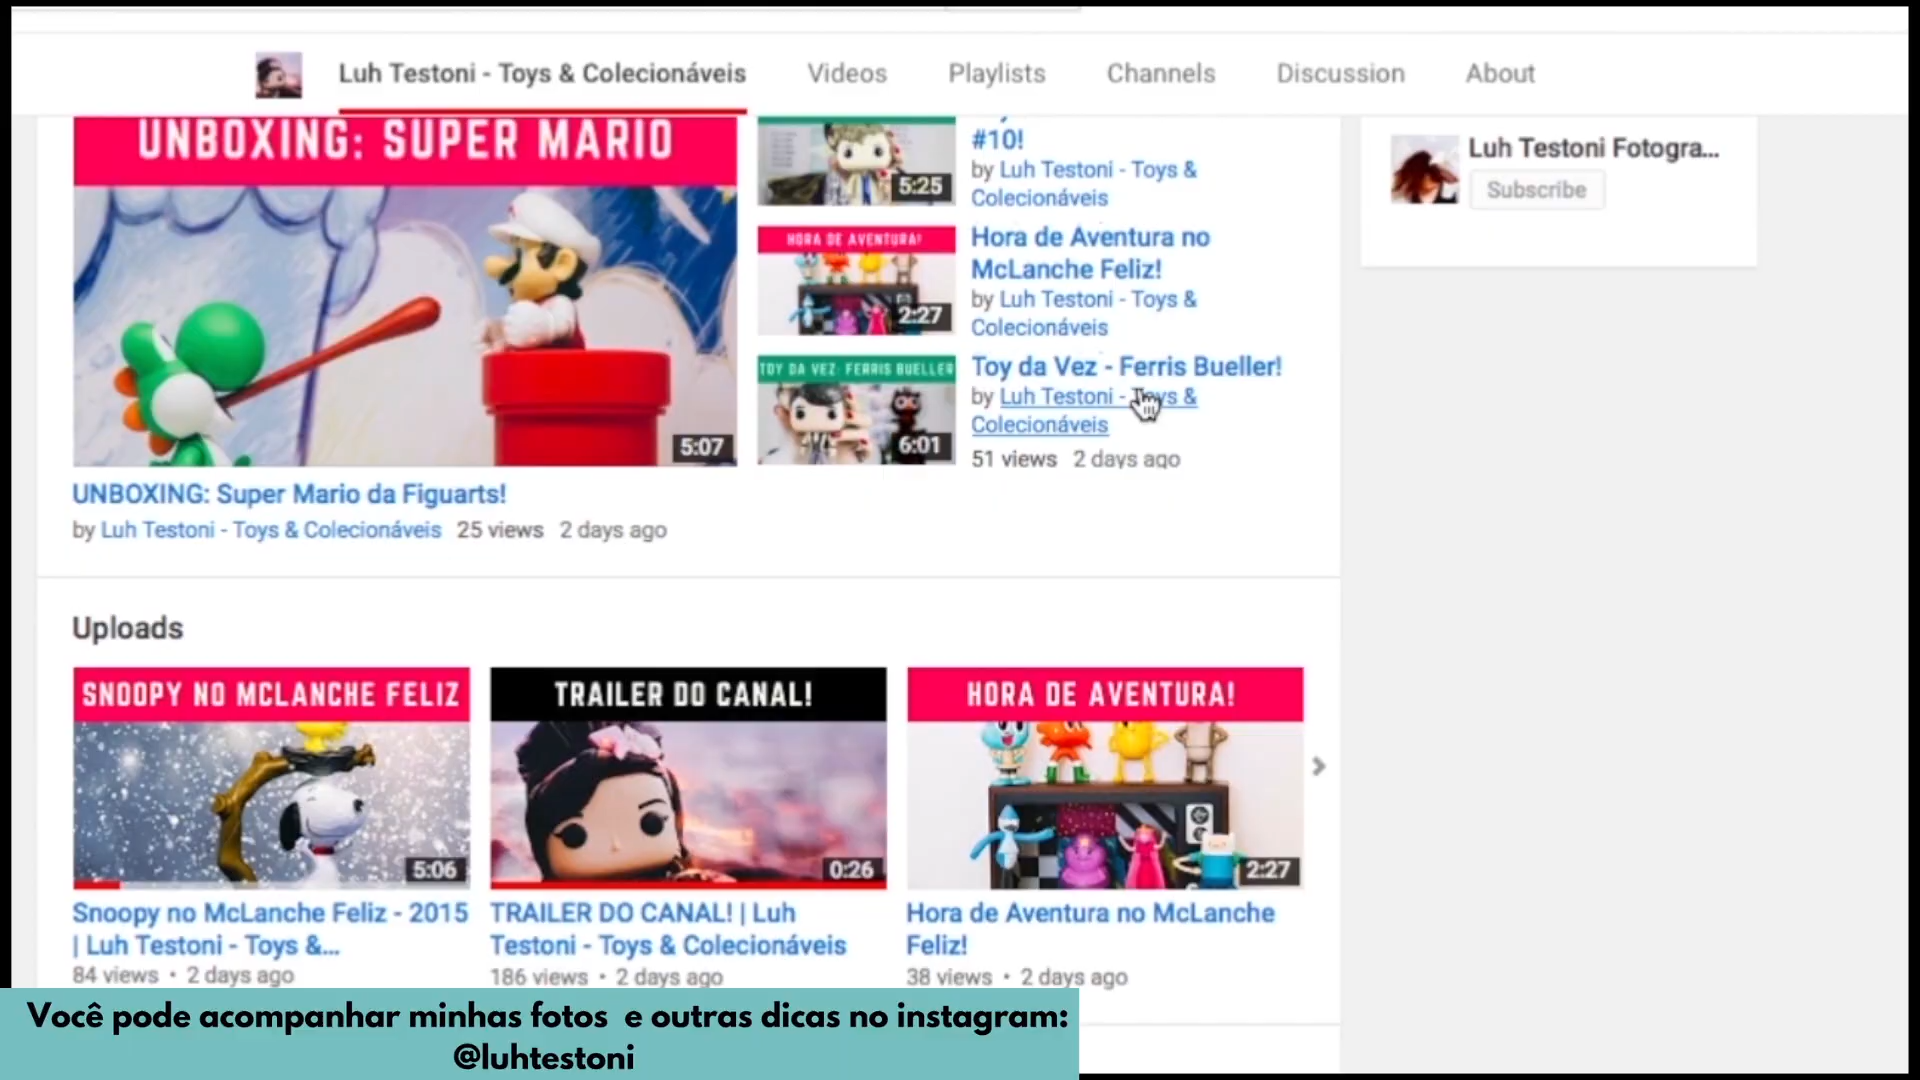 Luh Testoni - Toys & Colecionáveis
Videos
Playlists
Channels
Discussion
About
UNBOXING: SUPER MARIO
5:07
UNBOXING: Super Mario da Figuarts!
by Luh Testoni - Toys & Colecionáveis 25 views 2 days ago
5:25
#10!
by Luh Testoni - Toys &
Colecionáveis
HORA DE AVENTURA!
2:27
Hora de Aventura no
McLanche Feliz!
by Luh Testoni - Toys &
Colecionáveis
TOY DA VEZ: FERRIS BUELLER
6:01
Toy da Vez - Ferris Bueller!
by Luh Testoni - Toys &
Colecionáveis
51 views 2 days ago
Luh Testoni Fotogra...
Subscribe
Uploads
SNOOPY NO MCLANCHE FELIZ
5:06
Snoopy no McLanche Feliz - 2015
| Luh Testoni - Toys &...
84 views • 2 days ago
TRAILER DO CANAL!
0:26
TRAILER DO CANAL! | Luh
Testoni - Toys & Colecionáveis
186 views • 2 days ago
HORA DE AVENTURA!
2:27
Hora de Aventura no McLanche
Feliz!
38 views • 2 days ago
Você pode acompanhar minhas fotos e outras dicas no instagram:
@luhtestoni